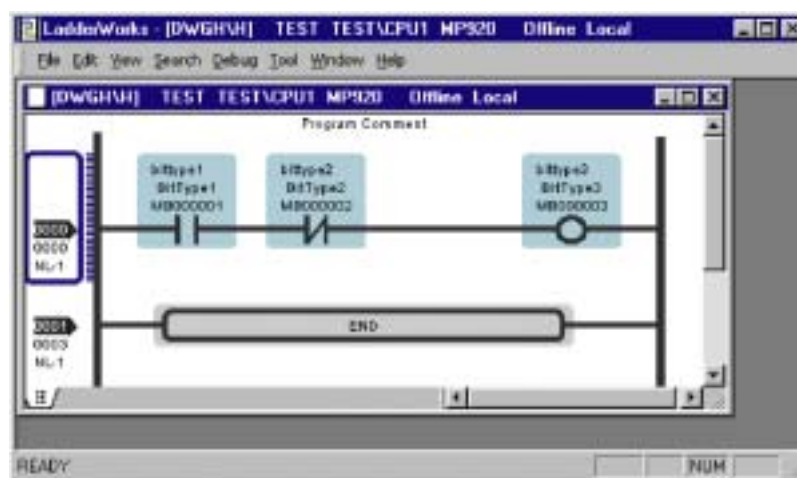 LadderWorks - [DWGH\H] TEST TEST\CPU1 MP920 Offline Local
File Edit View Search Debug Tool Window Help
[DWGH\H] TEST TEST\CPU1 MP920 Offline Local
Program Comment
bittype1 bittype2 bittype3
BitType1 BitType2 BitType3
MB000001 MB000002 MB000003
0000
0000
NL-1
0001
0003
NL-1
END
READY NUM